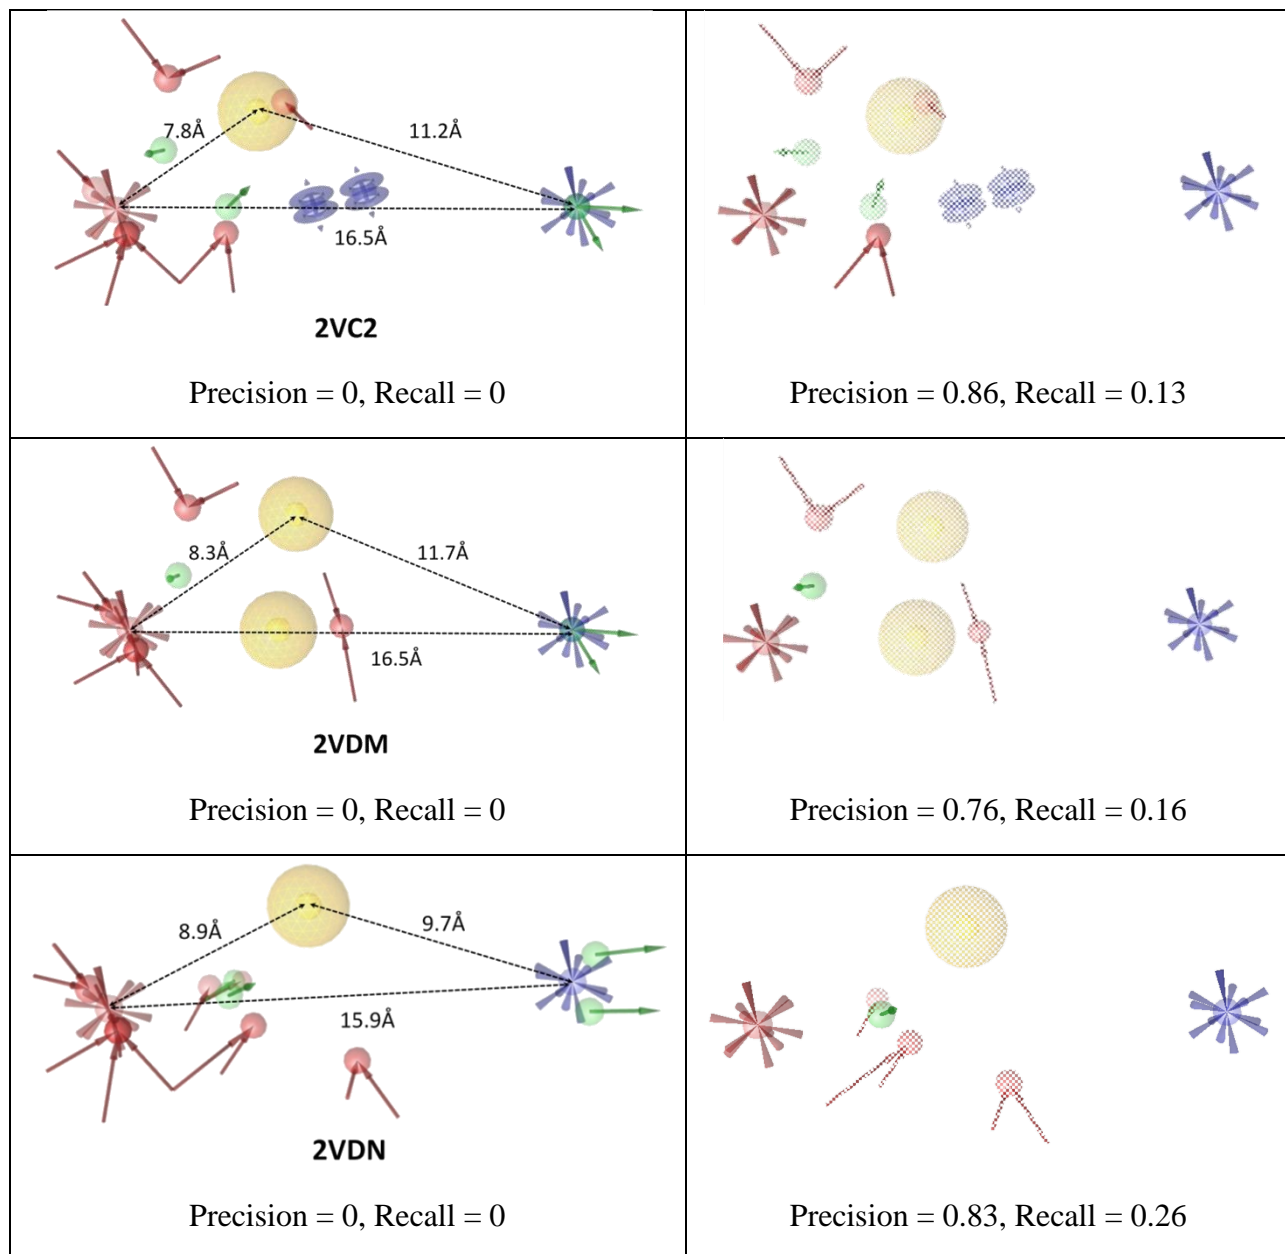 7.8Å
11.2Å
16.5Å
2VC2
Precision = 0, Recall = 0
Precision = 0.86, Recall = 0.13
8.3Å
11.7Å
16.5Å
2VDM
Precision = 0, Recall = 0
Precision = 0.76, Recall = 0.16
8.9Å
9.7Å
15.9Å
2VDN
Precision = 0, Recall = 0
Precision = 0.83, Recall = 0.26